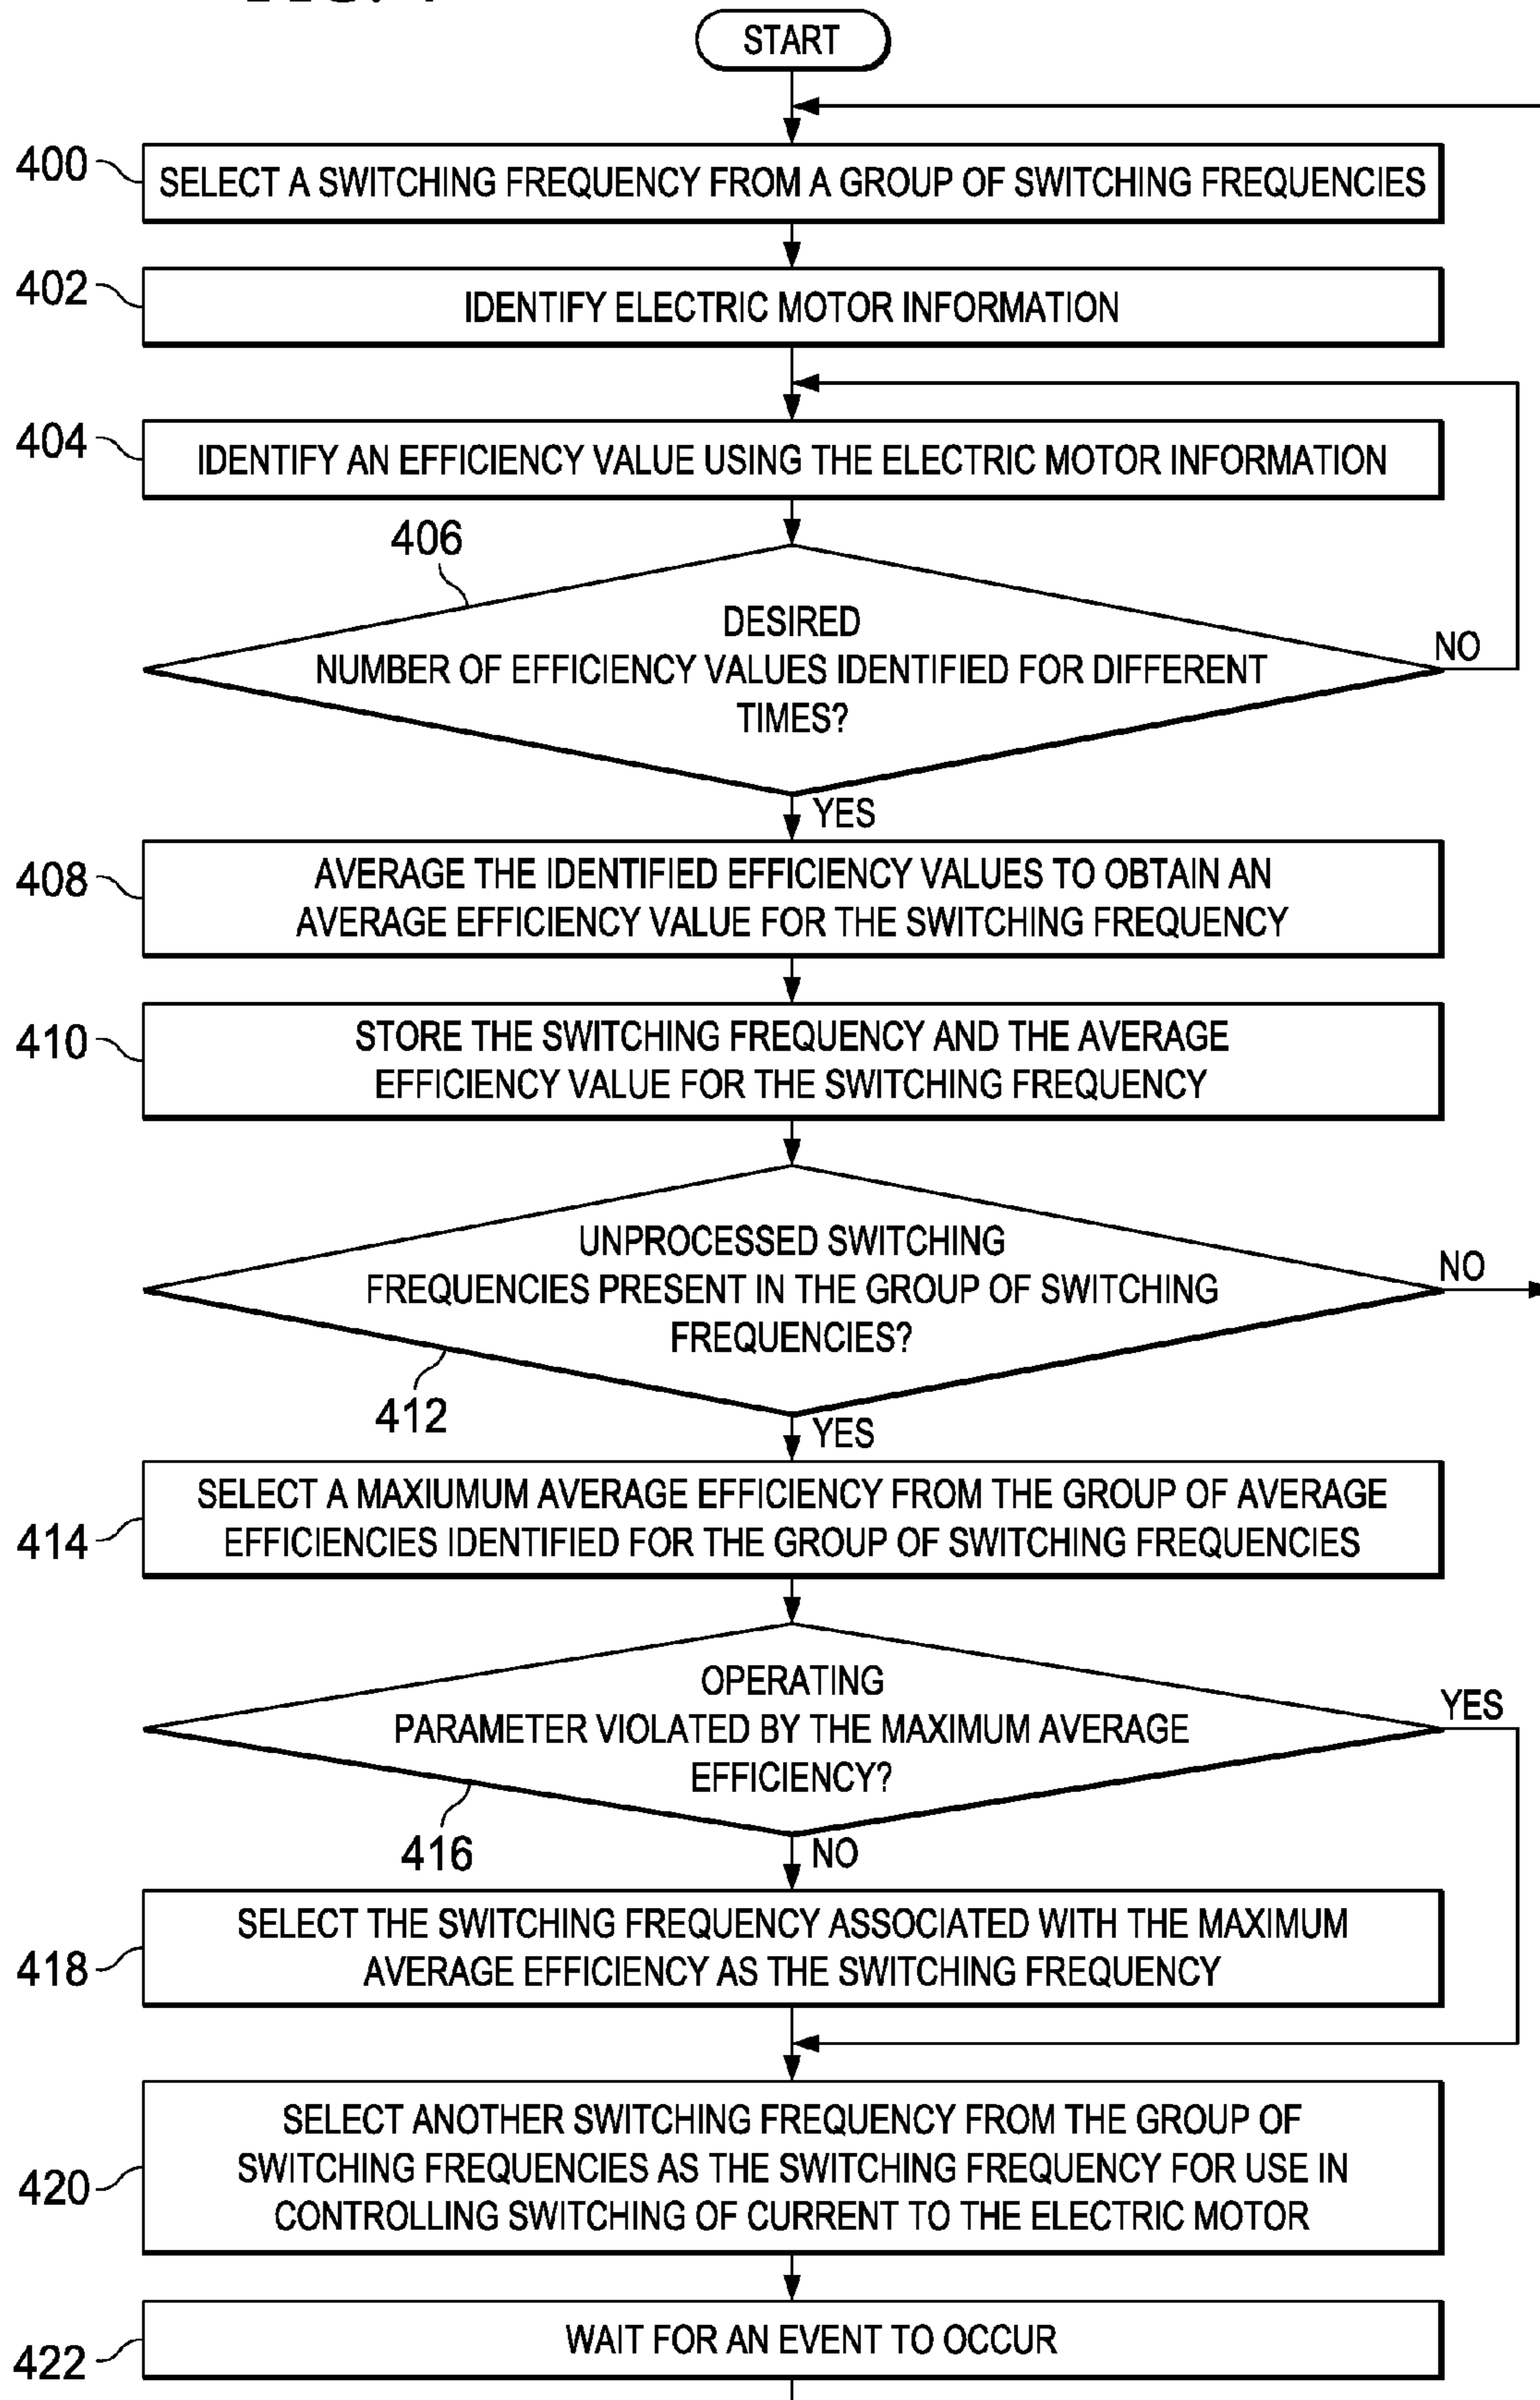 START
400
SELECT A SWITCHING FREQUENCY FROM A GROUP OF SWITCHING FREQUENCIES
402
IDENTIFY ELECTRIC MOTOR INFORMATION
404
IDENTIFY AN EFFICIENCY VALUE USING THE ELECTRIC MOTOR INFORMATION
406
DESIRED
NUMBER OF EFFICIENCY VALUES IDENTIFIED FOR DIFFERENT
TIMES?
NO
YES
408
AVERAGE THE IDENTIFIED EFFICIENCY VALUES TO OBTAIN AN
AVERAGE EFFICIENCY VALUE FOR THE SWITCHING FREQUENCY
410
STORE THE SWITCHING FREQUENCY AND THE AVERAGE
EFFICIENCY VALUE FOR THE SWITCHING FREQUENCY
UNPROCESSED SWITCHING
FREQUENCIES PRESENT IN THE GROUP OF SWITCHING
FREQUENCIES?
NO
412
YES
414
SELECT A MAXIUMUM AVERAGE EFFICIENCY FROM THE GROUP OF AVERAGE
EFFICIENCIES IDENTIFIED FOR THE GROUP OF SWITCHING FREQUENCIES
OPERATING
PARAMETER VIOLATED BY THE MAXIMUM AVERAGE
EFFICIENCY?
YES
416
NO
418
SELECT THE SWITCHING FREQUENCY ASSOCIATED WITH THE MAXIMUM
AVERAGE EFFICIENCY AS THE SWITCHING FREQUENCY
420
SELECT ANOTHER SWITCHING FREQUENCY FROM THE GROUP OF
SWITCHING FREQUENCIES AS THE SWITCHING FREQUENCY FOR USE IN
CONTROLLING SWITCHING OF CURRENT TO THE ELECTRIC MOTOR
422
WAIT FOR AN EVENT TO OCCUR